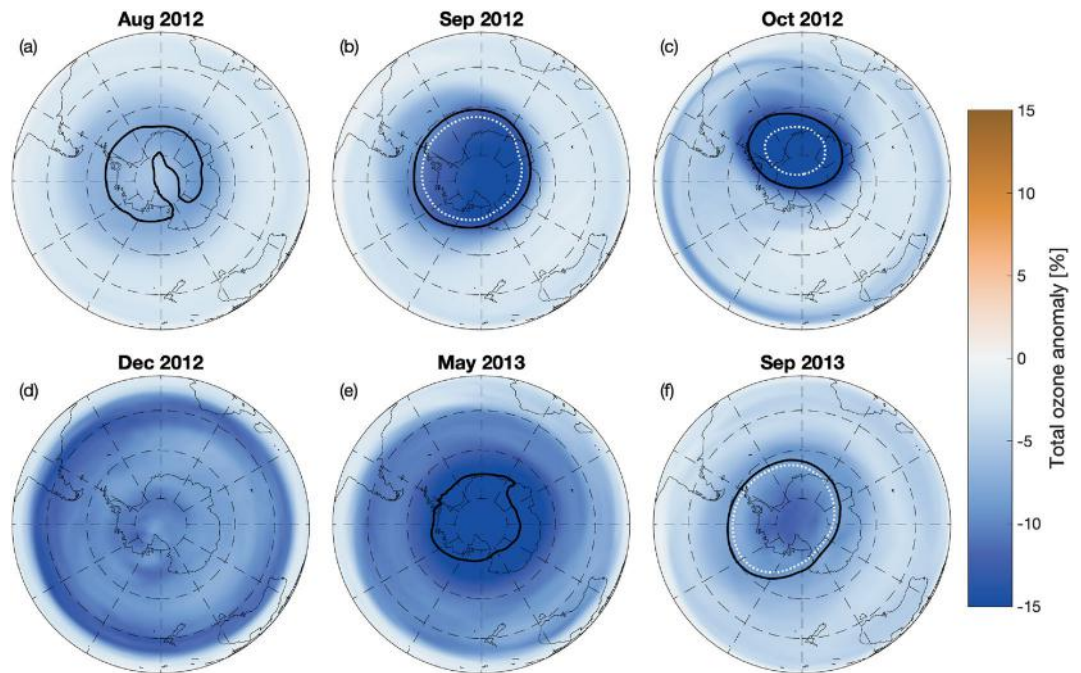 Aug 2012
Sep 2012
Oct 2012
(a)
(b)
(c)
Dec 2012
May 2013
Sep 2013
(d)
(e)
(f)
15
10
5
0
-5
-10
-15
Total ozone anomaly [%]